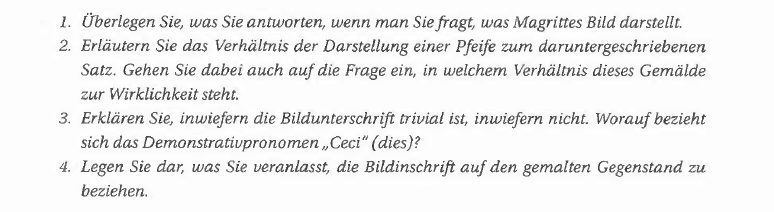 1. Überlegen Sie, was Sie antworten, wenn man Sie fragt, was Magrittes Bild darstellt.
2. Erläutern Sie das Verhältnis der Darstellung einer Pfeife zum daruntergeschriebenen
Satz. Gehen Sie dabei auch auf die Frage ein, in welchem Verhältnis dieses Gemälde
zur Wirklichkeit steht.
3. Erklären Sie, inwiefern die Bildunterschrift trivial ist, inwiefern nicht. Worauf bezieht
sich das Demonstrativpronomen „Ceci“ (dies)?
4. Legen Sie dar, was Sie veranlasst, die Bildinschrift auf den gemalten Gegenstand zu
beziehen.